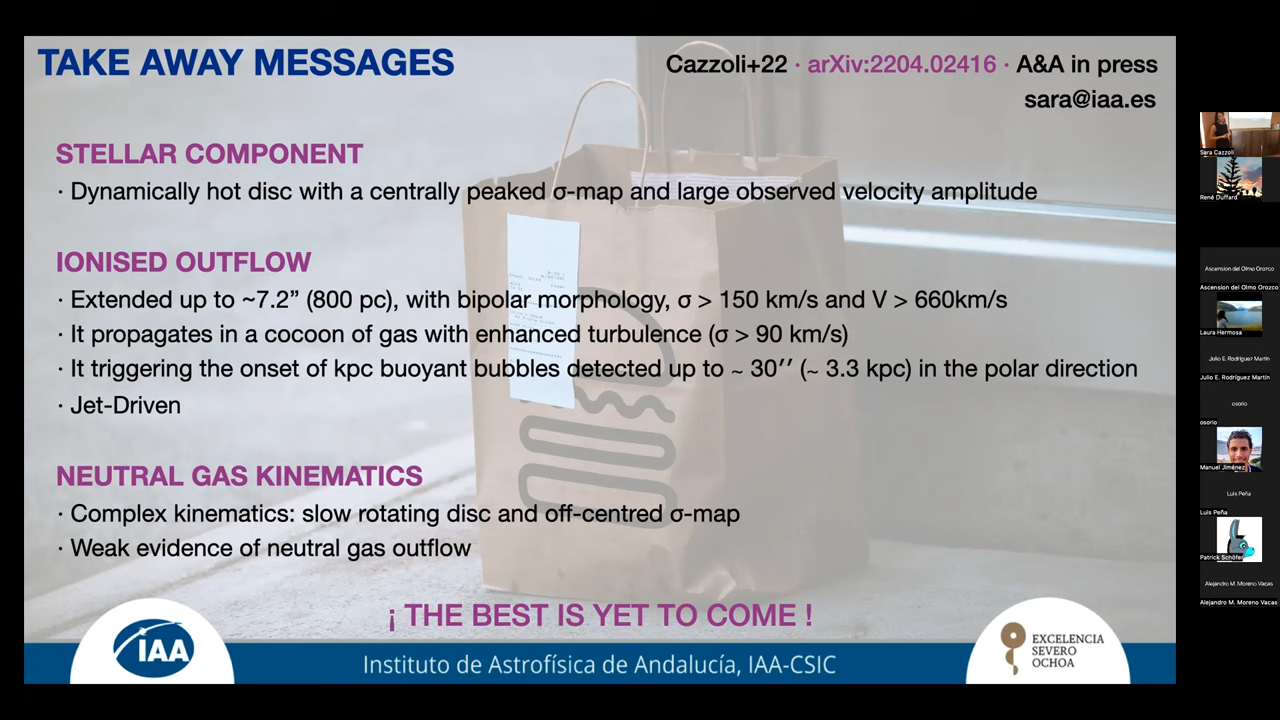 TAKE AWAY MESSAGES
Cazzoli+22 · arXiv:2204.02416 · A&A in press
sara@iaa.es
STELLAR COMPONENT
· Dynamically hot disc with a centrally peaked σ-map and large observed velocity amplitude
IONISED OUTFLOW
· Extended up to ~7.2” (800 pc), with bipolar morphology, σ > 150 km/s and V > 660km/s
· It propagates in a cocoon of gas with enhanced turbulence (σ > 90 km/s)
· It triggering the onset of kpc buoyant bubbles detected up to ~ 30′′ (~ 3.3 kpc) in the polar direction
· Jet-Driven
NEUTRAL GAS KINEMATICS
· Complex kinematics: slow rotating disc and off-centred σ-map
· Weak evidence of neutral gas outflow
¡ THE BEST IS YET TO COME !
IAA
Instituto de Astrofísica de Andalucía, IAA-CSIC
EXCELENCIA
SEVERO
OCHOA
Sara Cazzoli
René Duffard
Ascension del Olmo Orozco
Ascension del Olmo Orozco
Laura Hermosa
Julio E. Rodríguez Martín
Julio E. Rodríguez Martín
osorio
osorio
Manuel Jiménez
Luis Peña
Luis Peña
Patrick Schöfer
Alejandro M. Moreno Vacas
Alejandro M. Moreno Vacas